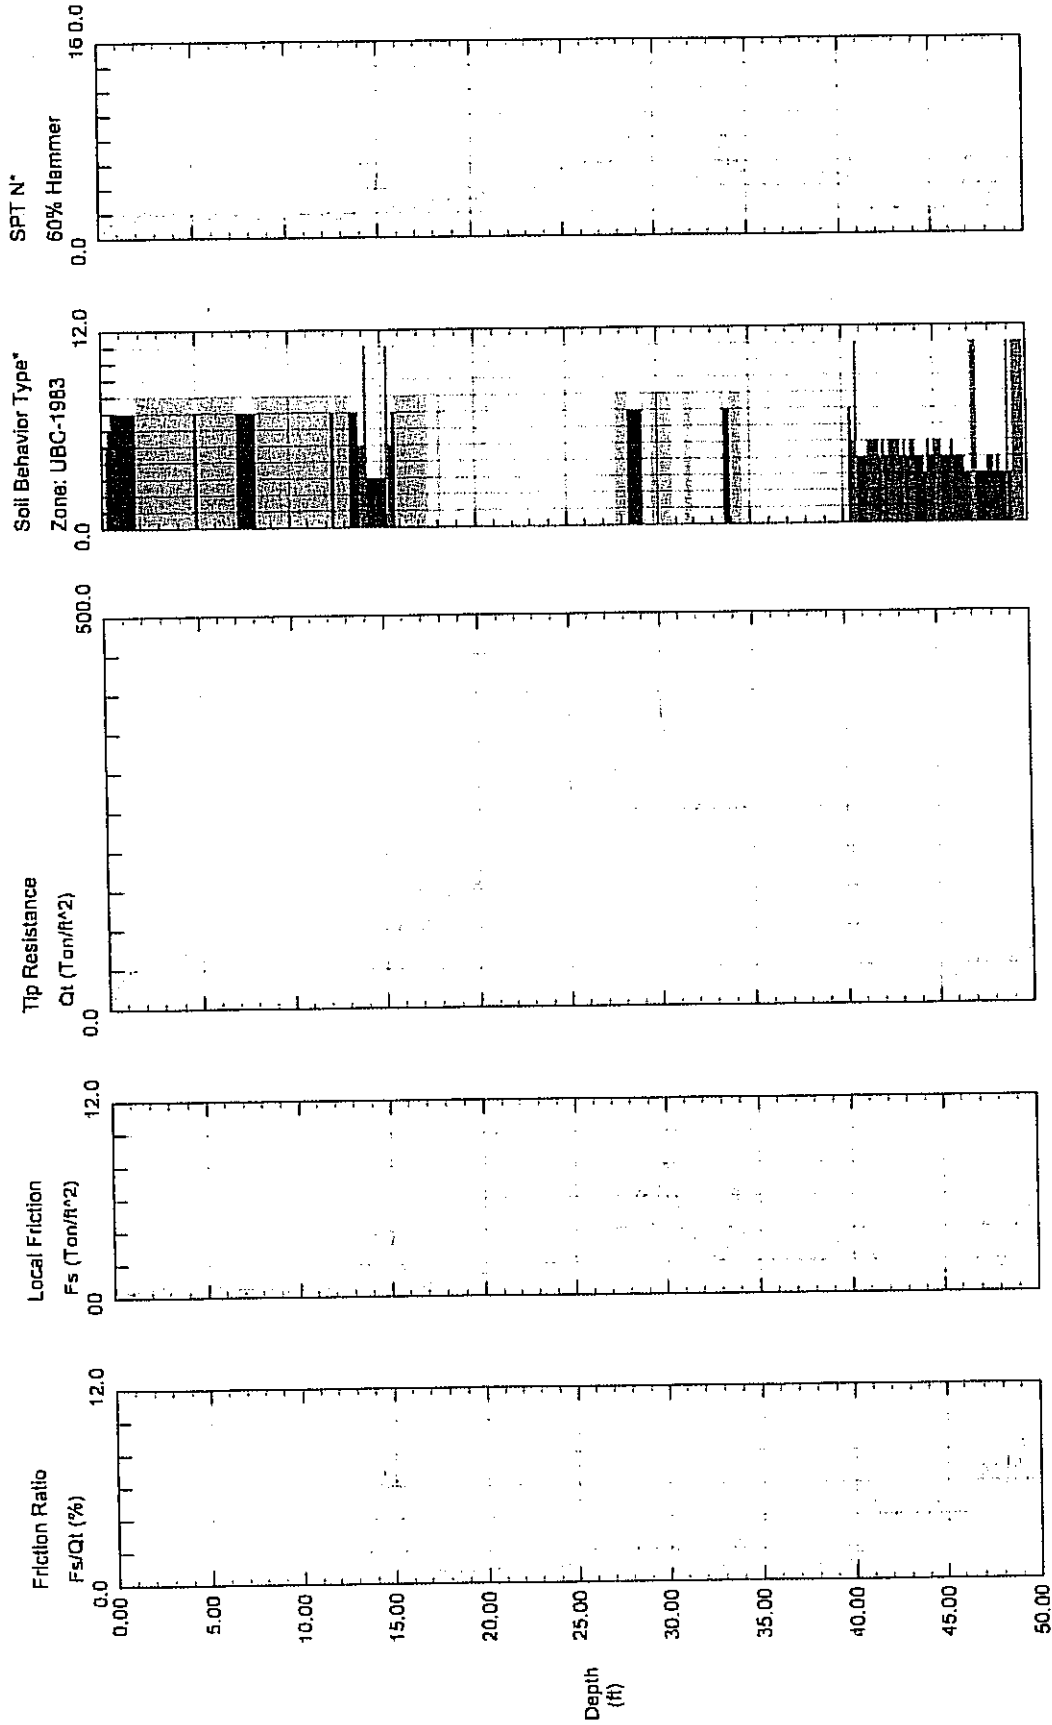 SPT N*
60% Hammer
0.0
160.0
Soil Behavior Type*
Zone: UBC-1983
0.0
12.0
Tip Resistance
Qt (Ton/ft^2)
0.0
500.0
Local Friction
Fs (Ton/ft^2)
00
12.0
Friction Ratio
Fs/Qt (%)
0.0
12.0
0.00
5.00
10.00
15.00
20.00
25.00
30.00
35.00
40.00
45.00
50.00
Depth
(ft)